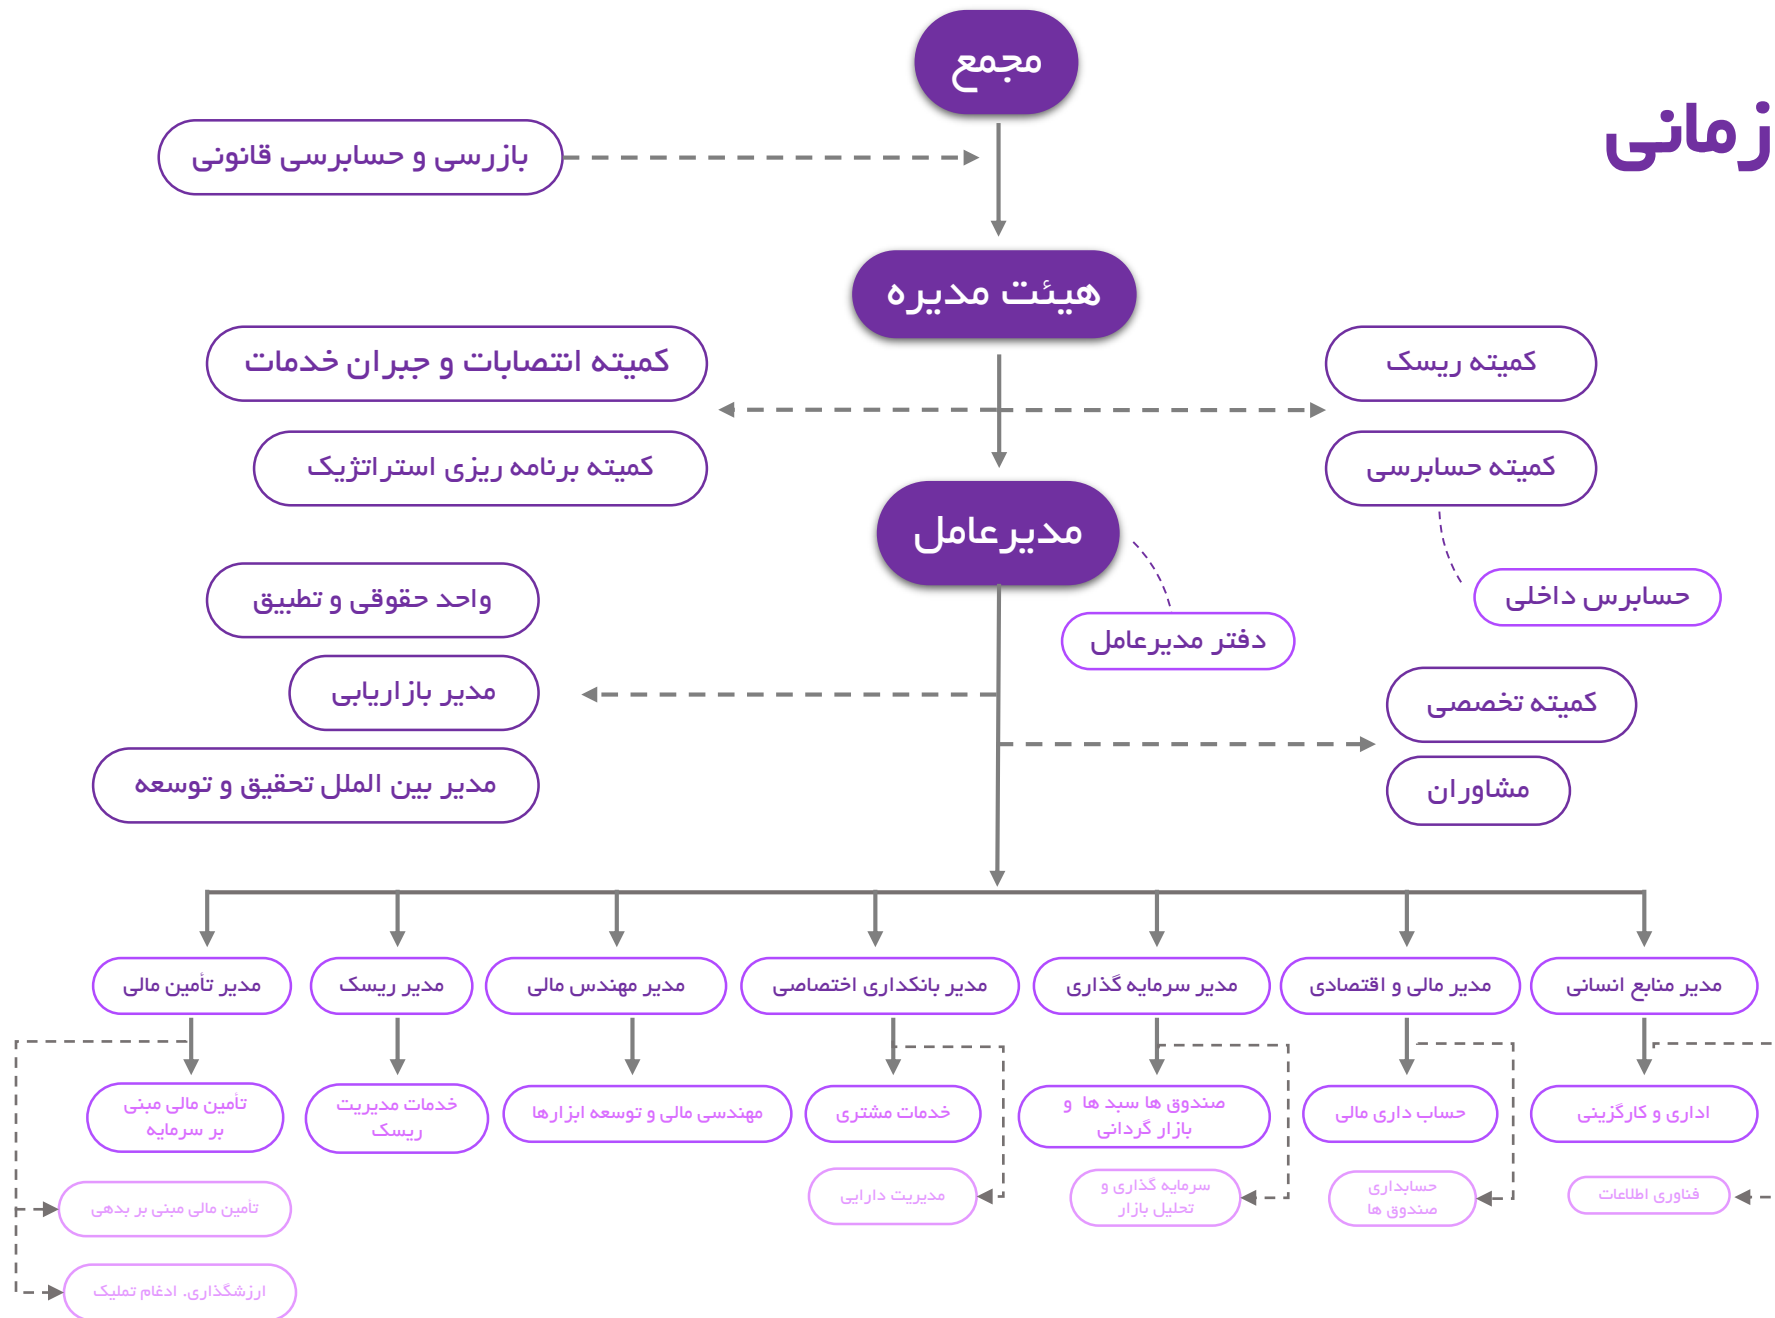 مجمع
زمانی
بازرسی و حسابرسی قانونی
هیئت مدیره
کمیته ریسک
کمیته انتصابات و جبران خدمات
کمیته حسابرسی
کمیته برنامه ریزی استراتژیک
مدیرعامل
حسابرس داخلی
واحد حقوقی و تطبیق
دفتر مدیرعامل
مدیر بازاریابی
کمیته تخصصی
مدیر بین الملل تحقیق و توسعه
مشاوران
مدیر منابع انسانی
مدیر مالی و اقتصادی
مدیر سرمایه گذاری
مدیر بانکداری اختصاصی
مدیر مهندس مالی
مدیر ریسک
مدیر تأمین مالی
اداری و کارگزینی
حساب داری مالی
صندوق ها سبد ها و
بازار گردانی
خدمات مشتری
مهندسی مالی و توسعه ابزارها
خدمات مدیریت
ریسک
تأمین مالی مبنی
بر سرمایه
فناوری اطلاعات
حسابداری
صندوق ها
سرمایه گذاری و
تحلیل بازار
مدیریت دارایی
تأمین مالی مبنی بر بدهی
ارزشگذاری. ادغام تملیک